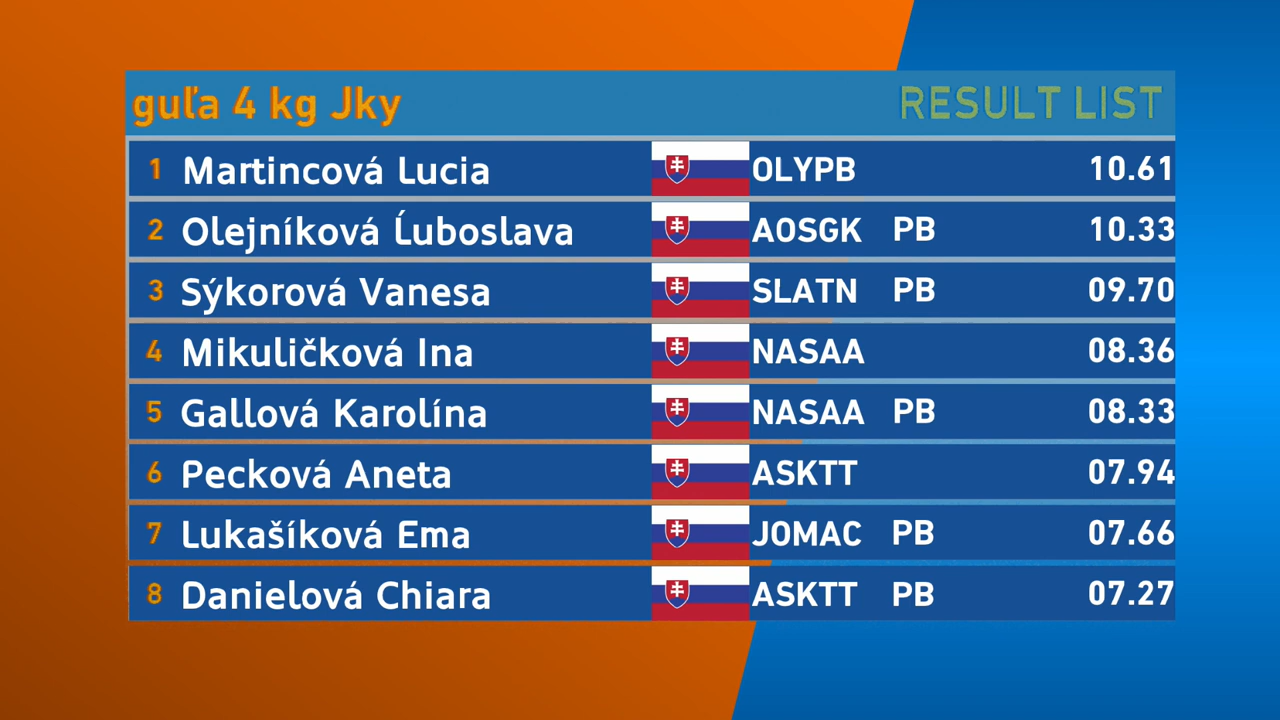 guľa 4 kg Jky RESULT LIST
1 Martincová Lucia OLYPB 10.61
2 Olejníková Ĺuboslava AOSGK PB 10.33
3 Sýkorová Vanesa SLATN PB 09.70
4 Mikuličková Ina NASAA 08.36
5 Gallová Karolína NASAA PB 08.33
6 Pecková Aneta ASKTT 07.94
7 Lukašíková Ema JOMAC PB 07.66
8 Danielová Chiara ASKTT PB 07.27